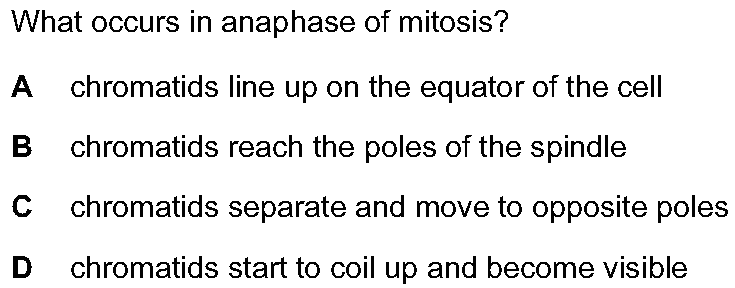 What occurs in anaphase of mitosis?
A chromatids line up on the equator of the cell
B chromatids reach the poles of the spindle
C chromatids separate and move to opposite poles
D chromatids start to coil up and become visible